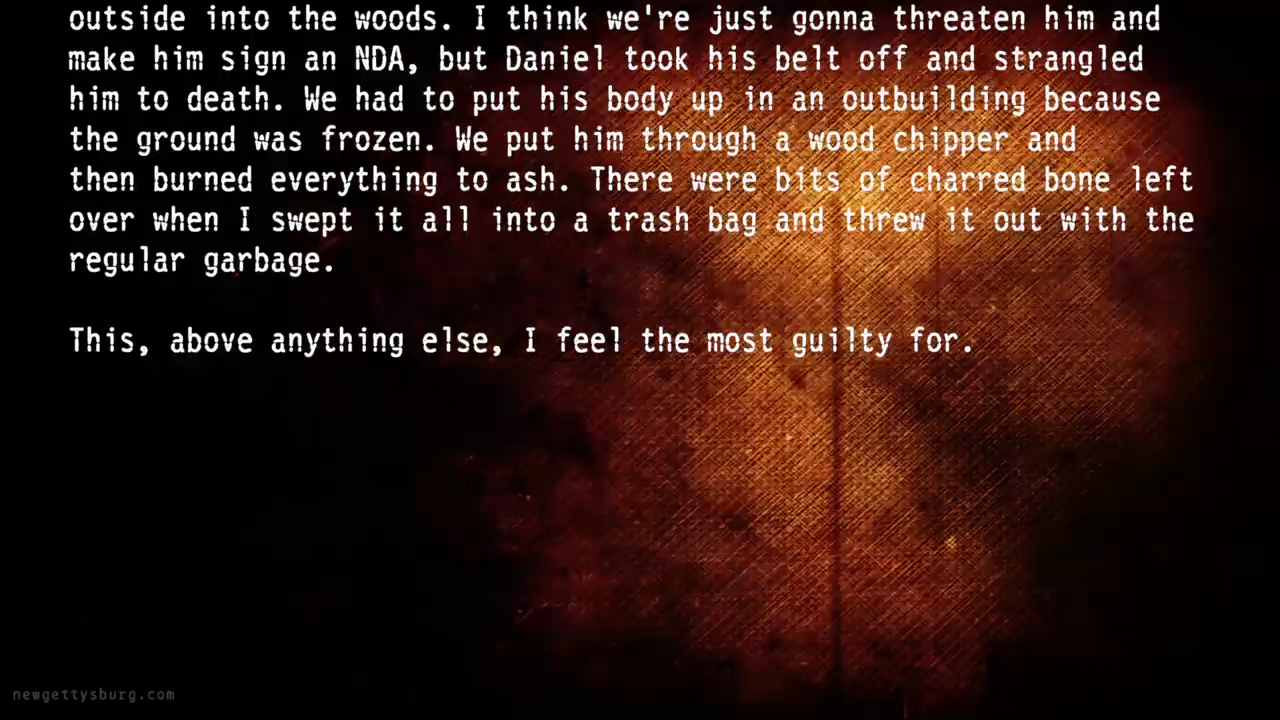 outside into the woods. I think we're just gonna threaten him and
make him sign an NDA, but Daniel took his belt off and strangled
him to death. We had to put his body up in an outbuilding because
the ground was frozen. We put him through a wood chipper and
then burned everything to ash. There were bits of charred bone left
over when I swept it all into a trash bag and threw it out with the
regular garbage.
This, above anything else, I feel the most guilty for.
newgettysburg.com